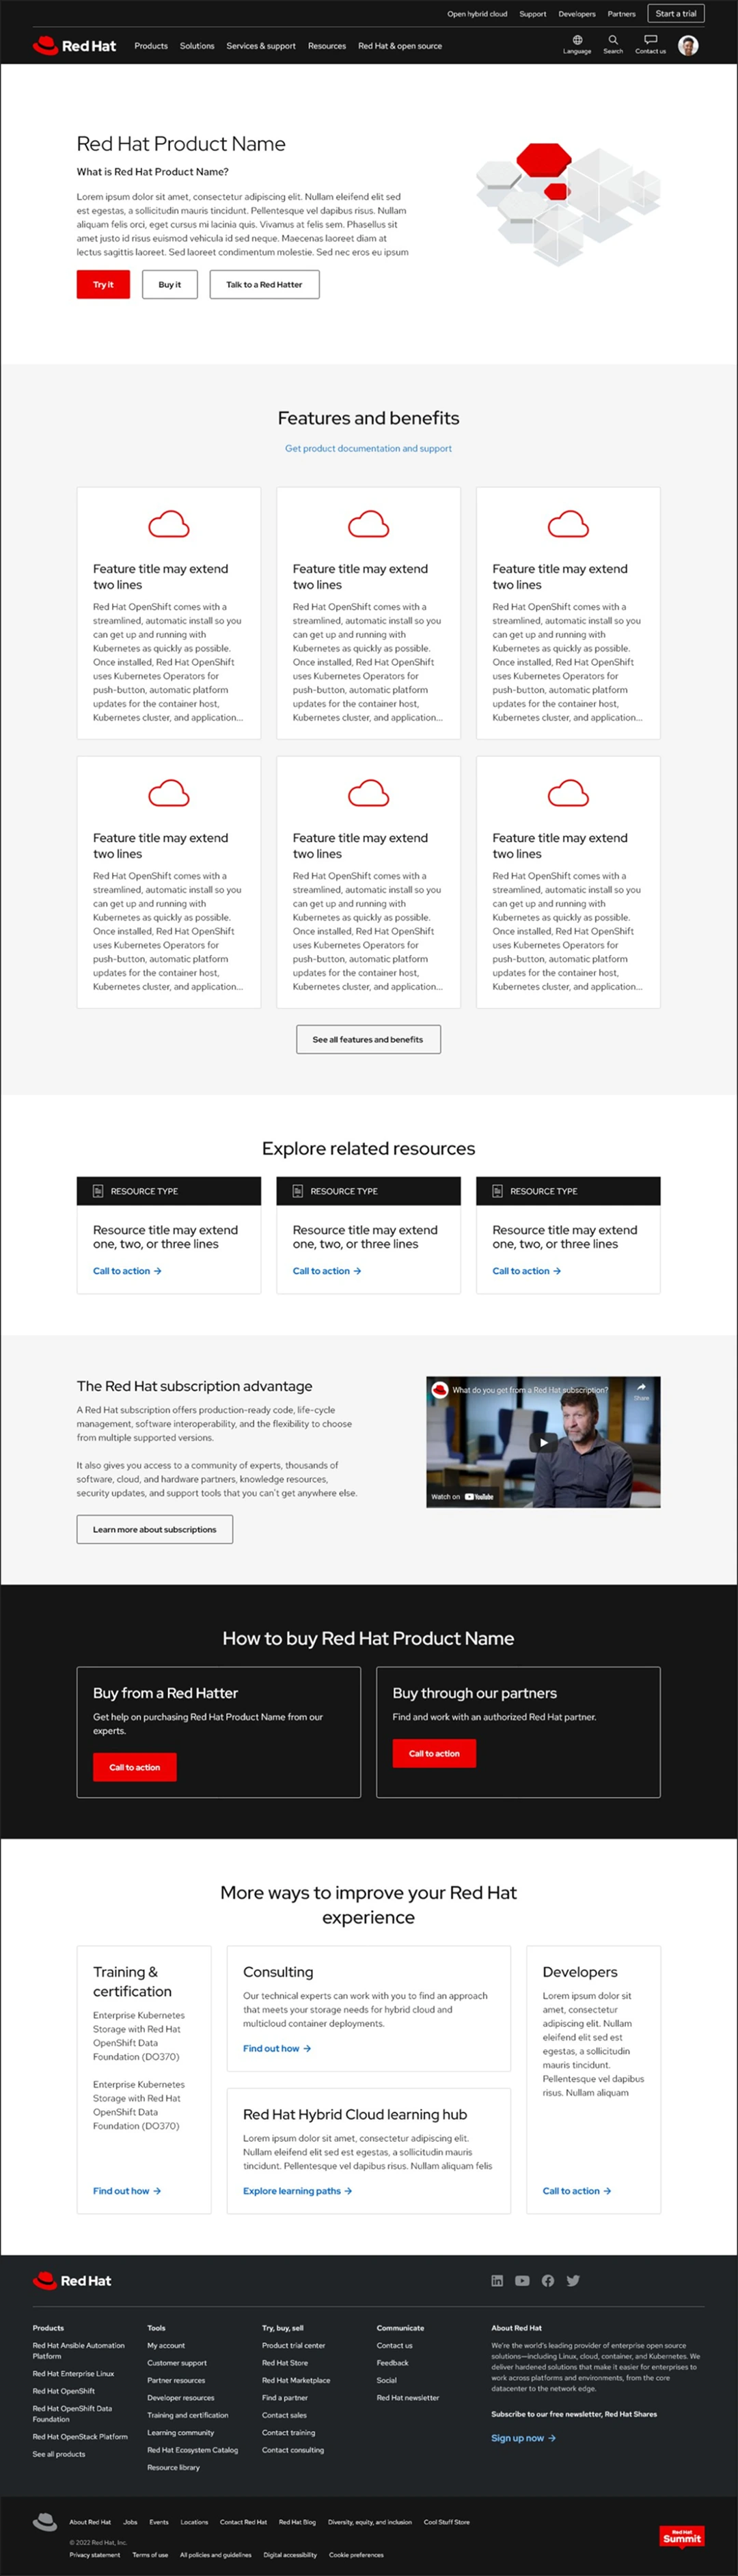 Open hybrid cloud Support Developers Partners Start a trial
Red Hat Products Solutions Services & support Resources Red Hat & open source Language Search Contact us
Red Hat Product Name
What is Red Hat Product Name?
Lorem ipsum dolor sit amet, consectetur adipiscing elit. Nullam eleifend elit sed
est egestas, a sollicitudin mauris tincidunt. Pellentesque vel dapibus risus. Nullam
aliquam felis orci, eget cursus mi lacinia quis. Vivamus at felis sem. Phasellus sit
amet justo id risus euismod vehicula id sed neque. Maecenas laoreet diam at
lectus sagittis laoreet. Sed laoreet condimentum molestie. Sed nec eros eu ipsum
Try it Buy it Talk to a Red Hatter
Features and benefits
Get product documentation and support
Feature title may extend
two lines
Red Hat OpenShift comes with a
streamlined, automatic install so you
can get up and running with
Kubernetes as quickly as possible.
Once installed, Red Hat OpenShift
uses Kubernetes Operators for
push-button, automatic platform
updates for the container host,
Kubernetes cluster, and application...
Feature title may extend
two lines
Red Hat OpenShift comes with a
streamlined, automatic install so you
can get up and running with
Kubernetes as quickly as possible.
Once installed, Red Hat OpenShift
uses Kubernetes Operators for
push-button, automatic platform
updates for the container host,
Kubernetes cluster, and application...
Feature title may extend
two lines
Red Hat OpenShift comes with a
streamlined, automatic install so you
can get up and running with
Kubernetes as quickly as possible.
Once installed, Red Hat OpenShift
uses Kubernetes Operators for
push-button, automatic platform
updates for the container host,
Kubernetes cluster, and application...
Feature title may extend
two lines
Red Hat OpenShift comes with a
streamlined, automatic install so you
can get up and running with
Kubernetes as quickly as possible.
Once installed, Red Hat OpenShift
uses Kubernetes Operators for
push-button, automatic platform
updates for the container host,
Kubernetes cluster, and application...
Feature title may extend
two lines
Red Hat OpenShift comes with a
streamlined, automatic install so you
can get up and running with
Kubernetes as quickly as possible.
Once installed, Red Hat OpenShift
uses Kubernetes Operators for
push-button, automatic platform
updates for the container host,
Kubernetes cluster, and application...
Feature title may extend
two lines
Red Hat OpenShift comes with a
streamlined, automatic install so you
can get up and running with
Kubernetes as quickly as possible.
Once installed, Red Hat OpenShift
uses Kubernetes Operators for
push-button, automatic platform
updates for the container host,
Kubernetes cluster, and application...
See all features and benefits
Explore related resources
RESOURCE TYPE
Resource title may extend
one, two, or three lines
Call to action →
RESOURCE TYPE
Resource title may extend
one, two, or three lines
Call to action →
RESOURCE TYPE
Resource title may extend
one, two, or three lines
Call to action →
The Red Hat subscription advantage
A Red Hat subscription offers production-ready code, life-cycle
management, software interoperability, and the flexibility to choose
from multiple supported versions.
It also gives you access to a community of experts, thousands of
software, cloud, and hardware partners, knowledge resources,
security updates, and support tools that you can't get anywhere else.
Learn more about subscriptions
What do you get from a Red Hat subscription?
Share
Watch on YouTube
How to buy Red Hat Product Name
Buy from a Red Hatter
Get help on purchasing Red Hat Product Name from our
experts.
Call to action
Buy through our partners
Find and work with an authorized Red Hat partner.
Call to action
More ways to improve your Red Hat
experience
Training &
certification
Enterprise Kubernetes
Storage with Red Hat
OpenShift Data
Foundation (DO370)
Enterprise Kubernetes
Storage with Red Hat
OpenShift Data
Foundation (DO370)
Find out how →
Consulting
Our technical experts can work with you to find an approach
that meets your storage needs for hybrid cloud and
multicloud container deployments.
Find out how →
Red Hat Hybrid Cloud learning hub
Lorem ipsum dolor sit amet, consectetur adipiscing elit.
Nullam eleifend elit sed est egestas, a sollicitudin mauris
tincidunt. Pellentesque vel dapibus risus. Nullam aliquam felis
Explore learning paths →
Developers
Lorem ipsum dolor sit
amet, consectetur
adipiscing elit. Nullam
eleifend elit sed est
egestas, a sollicitudin
mauris tincidunt.
Pellentesque vel dapibus
risus. Nullam aliquam
Call to action →
Red Hat
Products
Red Hat Ansible Automation
Platform
Red Hat Enterprise Linux
Red Hat OpenShift
Red Hat OpenShift Data
Foundation
Red Hat OpenStack Platform
See all products
Tools
My account
Customer support
Partner resources
Developer resources
Training and certification
Learning community
Red Hat Ecosystem Catalog
Resource library
Try, buy, sell
Product trial center
Red Hat Store
Red Hat Marketplace
Find a partner
Contact sales
Contact training
Contact consulting
Communicate
Contact us
Feedback
Social
Red Hat newsletter
About Red Hat
We're the world's leading provider of enterprise open source
solutions—including Linux, cloud, container, and Kubernetes. We
deliver hardened solutions that make it easier for enterprises to
work across platforms and environments, from the core
datacenter to the network edge.
Subscribe to our free newsletter, Red Hat Shares
Sign up now →
About Red Hat Jobs Events Locations Contact Red Hat Red Hat Blog Diversity, equity, and inclusion Cool Stuff Store
© 2022 Red Hat, Inc.
Privacy statement Terms of use All policies and guidelines Digital accessibility Cookie preferences
Red Hat
Summit